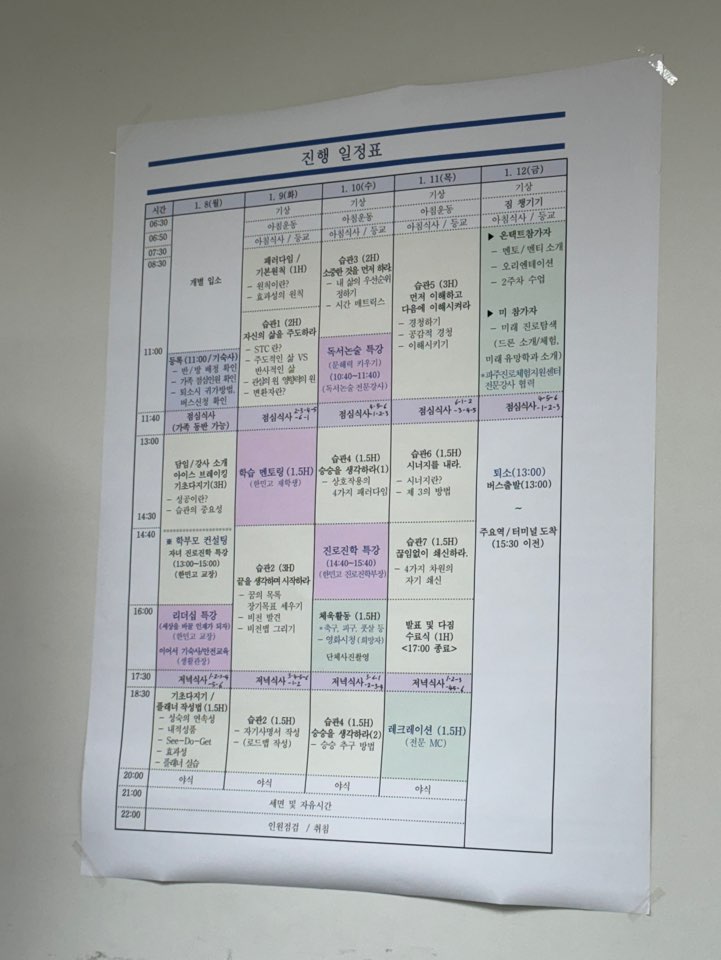 진행 일정표
시간
1. 8(월)
1. 9(화)
1. 10(수)
1. 11(목)
1. 12(금)
06:30
06:50
07:30
08:30
11:00
11:40
13:00
14:30
14:40
16:00
17:30
18:30
20:00
21:00
22:00
개별 입소
등록 (11:00/기숙사)
- 반/방 배정 확인
- 가족 점심인원 확인
- 퇴소시 귀가방법,
버스신청 확인
점심식사
(가족 동반 가능)
담임/강사 소개
아이스 브레이킹
기초다지기(3H)
- 성공이란?
- 습관의 중요성
※ 학부모 컨설팅
자녀 진로진학 특강
(13:00~15:00)
(한민고 교장)
리더십 특강
(세상을 바꿀 인재가 되자)
(한민고 교장)
이어서 기숙사/안전교육
(생활관장)
저녁식사
기초다지기 /
플래너 작성법 (1.5H)
- 성숙의 연속성
- 내적성품
- See-Do-Get
- 효과성
- 플래너 실습
야식
기상
아침운동
아침식사 / 등교
패러다임 /
기본원칙 (1H)
- 원칙이란?
- 효과성의 원칙
습관1 (2H)
자신의 삶을 주도하라
- STC란?
- 주도적인 삶 VS
반사적인 삶
- 관심의 원, 영향력의 원
- 변환자란?
점심식사 2-3-4-5
-6-1
학습 멘토링 (1.5H)
(한민고 재학생)
습관2 (3H)
끝을 생각하며 시작하라
- 꿈의 목록
장기목표 세우기
- 비전 발견
- 비전맵 그리기
저녁식사
습관2 (1.5H)
- 자기사명서 작성
- (로드맵 작성)
야식
기상
아침운동
아침식사 / 등교
습관3 (2H)
소중한 것을 먼저 하라
- 내 삶의 우선순위
정하기
- 시간 매트릭스
독서논술 특강
(문해력 키우기)
(10:40~11:40)
(독서논술 전문강사)
점심식사 4-5-6
-1-2-3
습관4 (1.5H)
승승을 생각하라(1)
- 상호작용의
4가지 패러다임
진로진학 특강
(14:40~15:40)
(한민고 진로진학부장)
체육활동 (1.5H)
* 축구, 피구, 풋살 등
- 영화시청 (희망자)
단체사진촬영
저녁식사
습관4 (1.5H)
승승을 생각하라(2)
- 승승 추구 방법
야식
기상
아침운동
아침식사 / 등교
습관5 (3H)
먼저 이해하고
다음에 이해시켜라
- 경청하기
- 공감적 경청
- 이해시키기
점심식사 6-1-2
-3-4-5
습관6 (1.5H)
시너지를 내라.
- 시너지란?
- 제 3의 방법
습관7 (1.5H)
끊임없이 쇄신하라.
- 4가지 차원의
자기 쇄신
발표 및 다짐
수료식 (1H)
<17:00 종료>
저녁식사
레크레이션 (1.5H)
(전문 MC)
야식
기상
짐 챙기기
아침식사 / 등교
▶ 온택트참가자
- 멘토/멘티 소개
- 오리엔테이션
- 2주차 수업
▶ 미 참가자
- 미래 진로탐색
(드론 소개/체험,
미래 유망학과 소개)
*파주진로체험지원센터
전문강사 협력
점심식사 4-5-6
-1-2-3
퇴소(13:00)
버스출발(13:00)
~
주요역/터미널 도착
(15:30 이전)
세면 및 자유시간
인원점검 / 취침